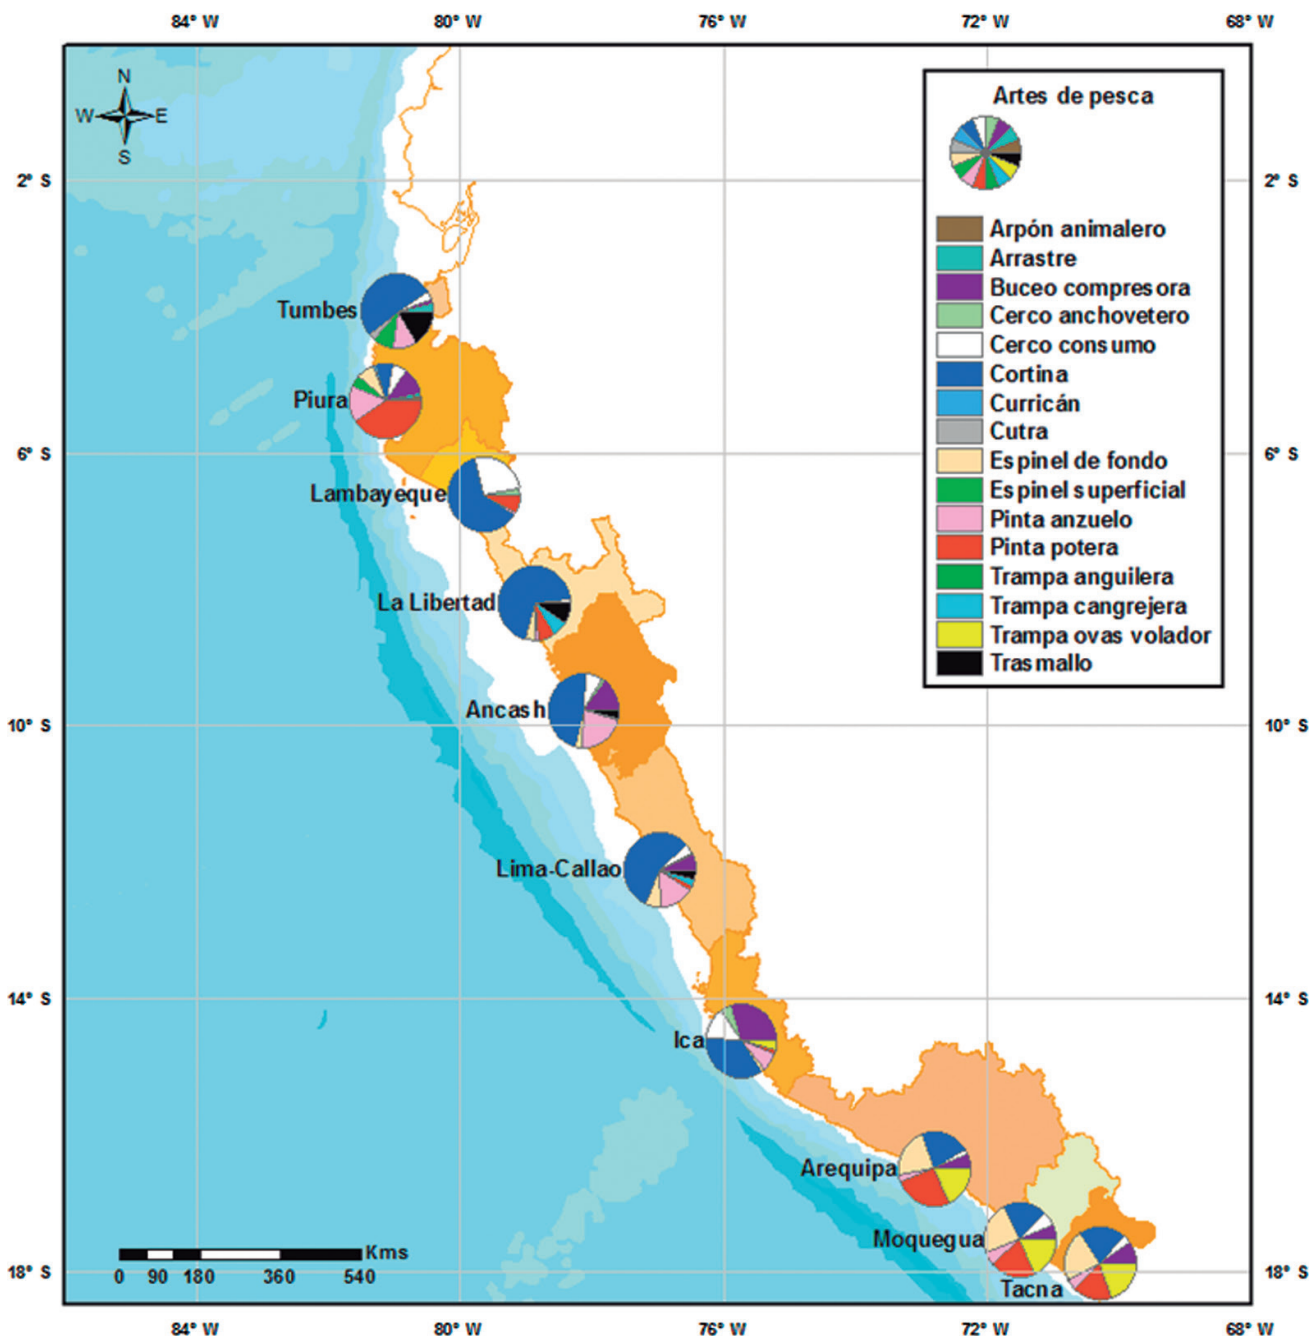 84° W 80° W 76° W 72° W 68° W
N
W E
S
Artes de pesca
2° S 2° S
Arpón animalero
Arrastre
Buceo compresora
Cerco anchovetero
Cerco consumo
Cortina
Curricán
Cutra
Espinel de fondo
Espinel superficial
Pinta anzuelo
Pinta potera
Trampa anguilera
Trampa cangrejera
Trampa ovas volador
Trasmallo
Tumbes
Piura
6° S 6° S
Lambayeque
La Libertad
Ancash
10° S 10° S
Lima-Callao
14° S 14° S
Ica
Arequipa
Moquegua
Tacna
Kms
0 90 180 360 540
18° S 18° S
84° W 80° W 76° W 72° W 68° W